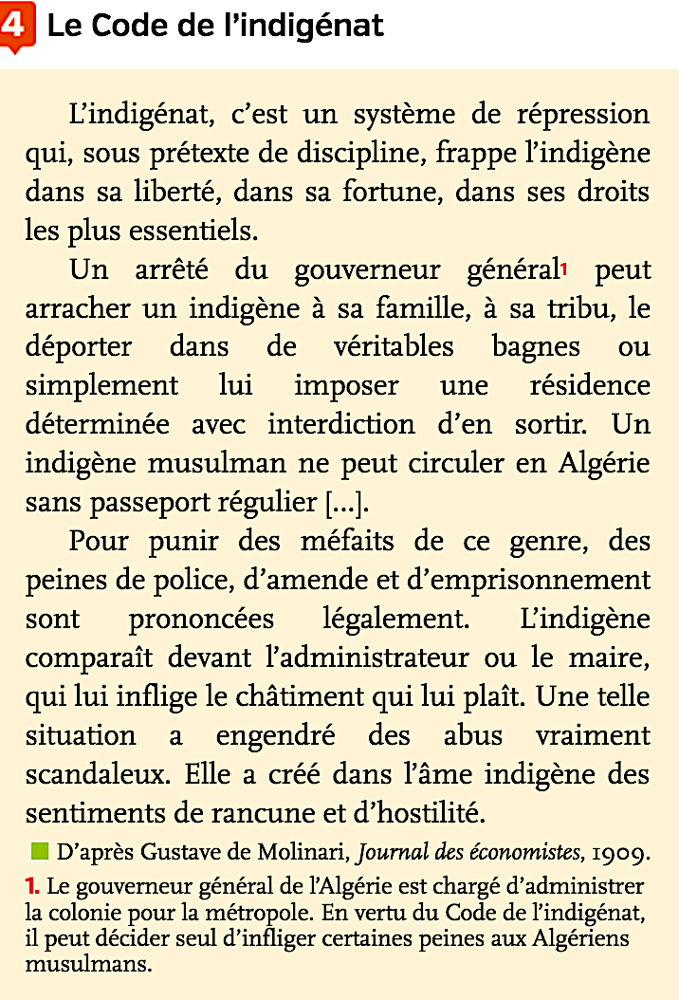 4 Le Code de l'indigénat
L'indigénat, c'est un système de répression
qui, sous prétexte de discipline, frappe l'indigène
dans sa liberté, dans sa fortune, dans ses droits
les plus essentiels.
Un arrêté du gouverneur général1 peut
arracher un indigène à sa famille, à sa tribu, le
déporter dans de véritables bagnes ou
simplement lui imposer une résidence
déterminée avec interdiction d'en sortir. Un
indigène musulman ne peut circuler en Algérie
sans passeport régulier [...].
Pour punir des méfaits de ce genre, des
peines de police, d'amende et d'emprisonnement
sont prononcées légalement. L'indigène
comparaît devant l'administrateur ou le maire,
qui lui inflige le châtiment qui lui plaît. Une telle
situation a engendré des abus vraiment
scandaleux. Elle a créé dans l'âme indigène des
sentiments de rancune et d'hostilité.
D'après Gustave de Molinari, Journal des économistes, 1909.
1. Le gouverneur général de l'Algérie est chargé d'administrer
la colonie pour la métropole. En vertu du Code de l'indigénat,
il peut décider seul d'infliger certaines peines aux Algériens
musulmans.